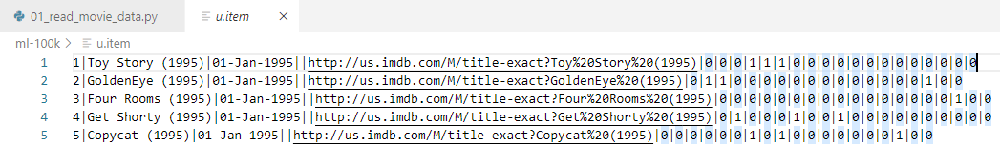 01_read_movie_data.py
u.item
ml-100k > u.item
1 1|Toy Story (1995)|01-Jan-1995||http://us.imdb.com/M/title-exact?Toy%20Story%20(1995)|0|0|0|1|1|1|0|0|0|0|0|0|0|0|0|0|0|0|0
2 2|GoldenEye (1995)|01-Jan-1995||http://us.imdb.com/M/title-exact?GoldenEye%20(1995)|0|1|1|0|0|0|0|0|0|0|0|0|0|0|0|0|1|0|0
3 3|Four Rooms (1995)|01-Jan-1995||http://us.imdb.com/M/title-exact?Four%20Rooms%20(1995)|0|0|0|0|0|0|0|0|0|0|0|0|0|0|0|0|1|0|0
4 4|Get Shorty (1995)|01-Jan-1995||http://us.imdb.com/M/title-exact?Get%20Shorty%20(1995)|0|1|0|0|0|1|0|0|1|0|0|0|0|0|0|0|0|0|0
5 5|Copycat (1995)|01-Jan-1995||http://us.imdb.com/M/title-exact?Copycat%20(1995)|0|0|0|0|0|0|1|0|1|0|0|0|0|0|0|0|1|0|0